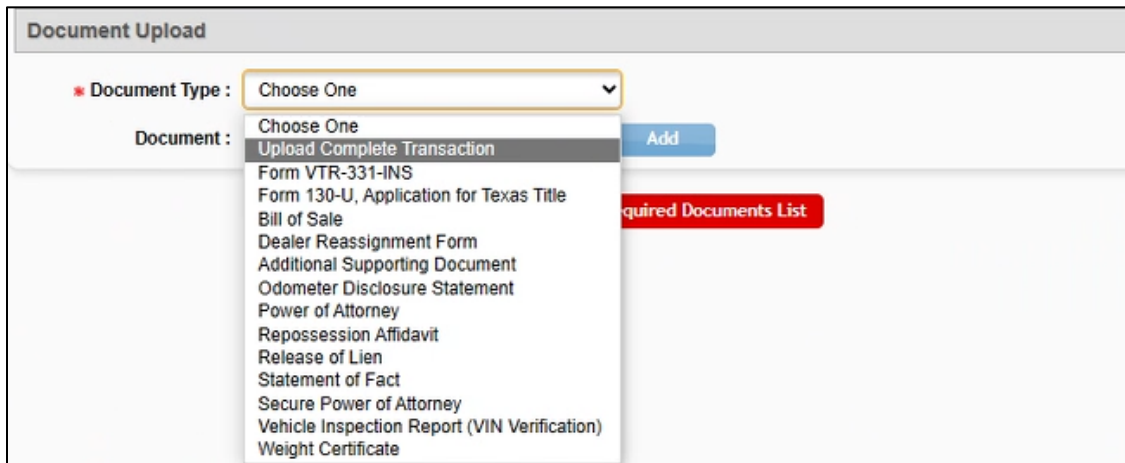 Document Upload
* Document Type : Choose One
Document :
Choose One
Upload Complete Transaction
Add
Form VTR-331-INS
Form 130-U, Application for Texas Title
Bill of Sale
quired Documents List
Dealer Reassignment Form
Additional Supporting Document
Odometer Disclosure Statement
Power of Attorney
Repossession Affidavit
Release of Lien
Statement of Fact
Secure Power of Attorney
Vehicle Inspection Report (VIN Verification)
Weight Certificate